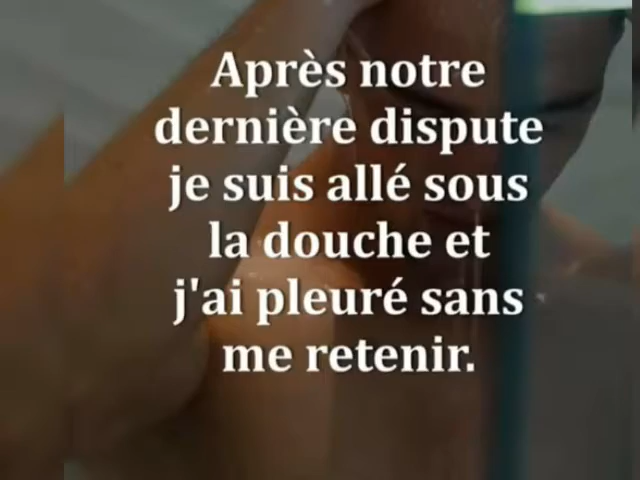 Après notre
dernière dispute
je suis allé sous
la douche et
j'ai pleuré sans
me retenir.